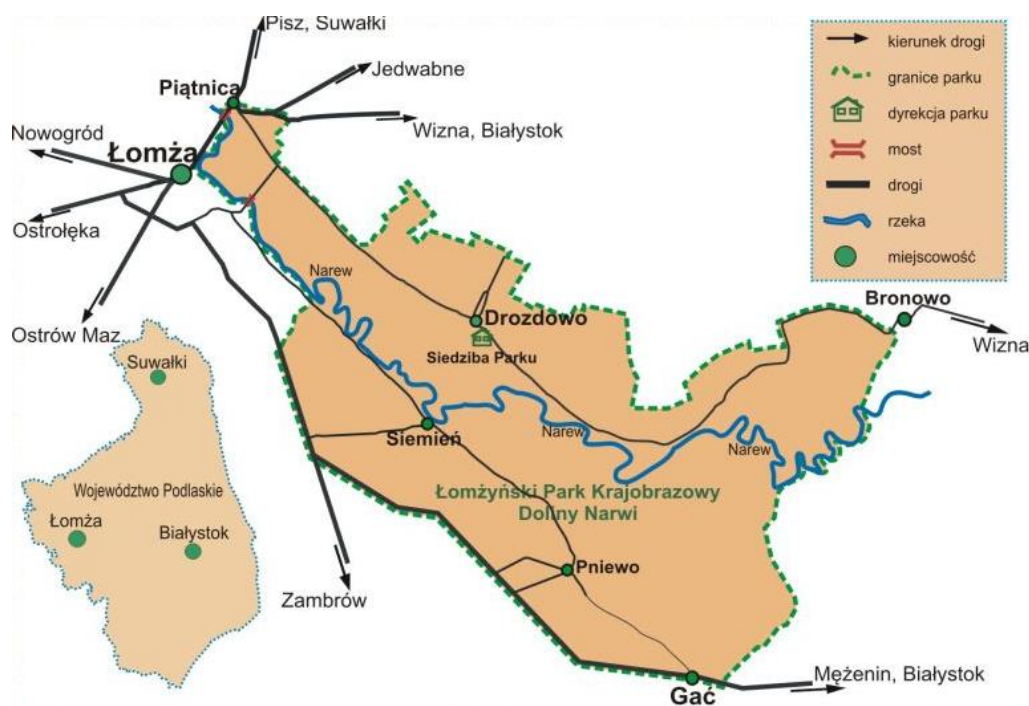 Pisz, Suwałki
Jedwabne
Piątnica
Wizna, Białystok
Nowogród
Łomża
Ostrołęka
Ostrów Maz.
kierunek drogi
granice parku
dyrekcja parku
most
drogi
rzeka
miejscowość
Narew
Bronowo
Wizna
Drozdowo
Siedziba Parku
Siemień
Narew
Narew
Łomżyński Park Krajobrazowy
Doliny Narwi
Pniewo
Zambrów
Gać
Mężenin, Białystok
Suwałki
Województwo Podlaskie
Łomża
Białystok